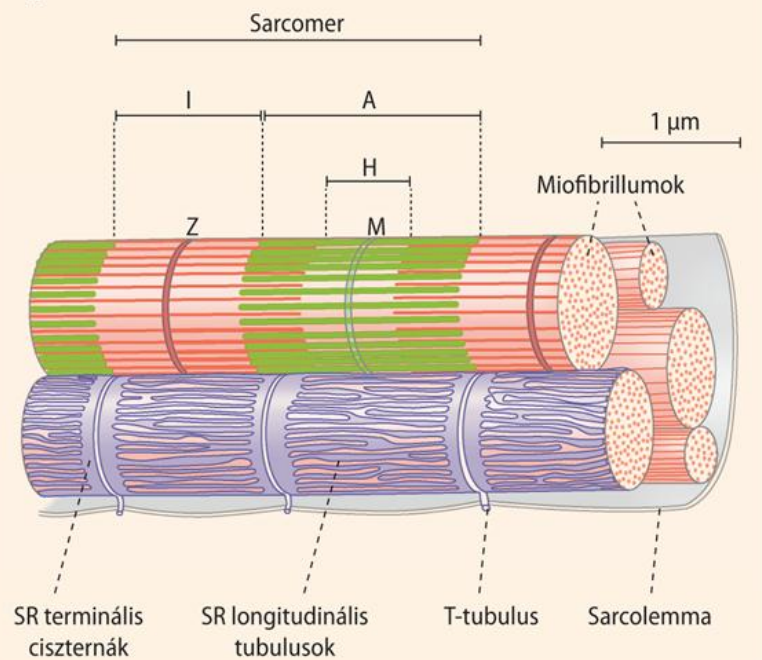 Sarcomer
I
A
1 μm
H
Miofibrillumok
Z
M
SR terminális
ciszternák
SR longitudinális
tubulusok
T-tubulus
Sarcolemma